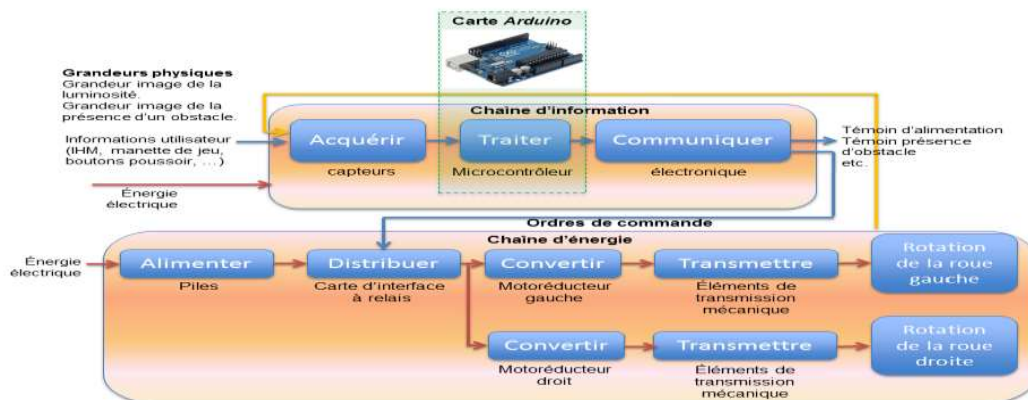 Carte Arduino
Grandeurs physiques
Grandeur image de la
luminosité.
Grandeur image de la
présence d'un obstacle.
Informations utilisateur
(IHM, manette de jeu,
boutons poussoir, ...)
Énergie
électrique
Chaîne d'information
Acquérir
capteurs
Traiter
Microcontrôleur
Communiquer
électronique
Témoin d'alimentation
Témoin présence
d'obstacle
etc.
Ordres de commande
Chaîne d'énergie
Énergie
électrique
Alimenter
Piles
Distribuer
Carte d'interface
à relais
Convertir
Motoréducteur
gauche
Transmettre
Éléments de
transmission
mécanique
Rotation
de la roue
gauche
Convertir
Motoréducteur
droit
Transmettre
Éléments de
transmission
mécanique
Rotation
de la roue
droite